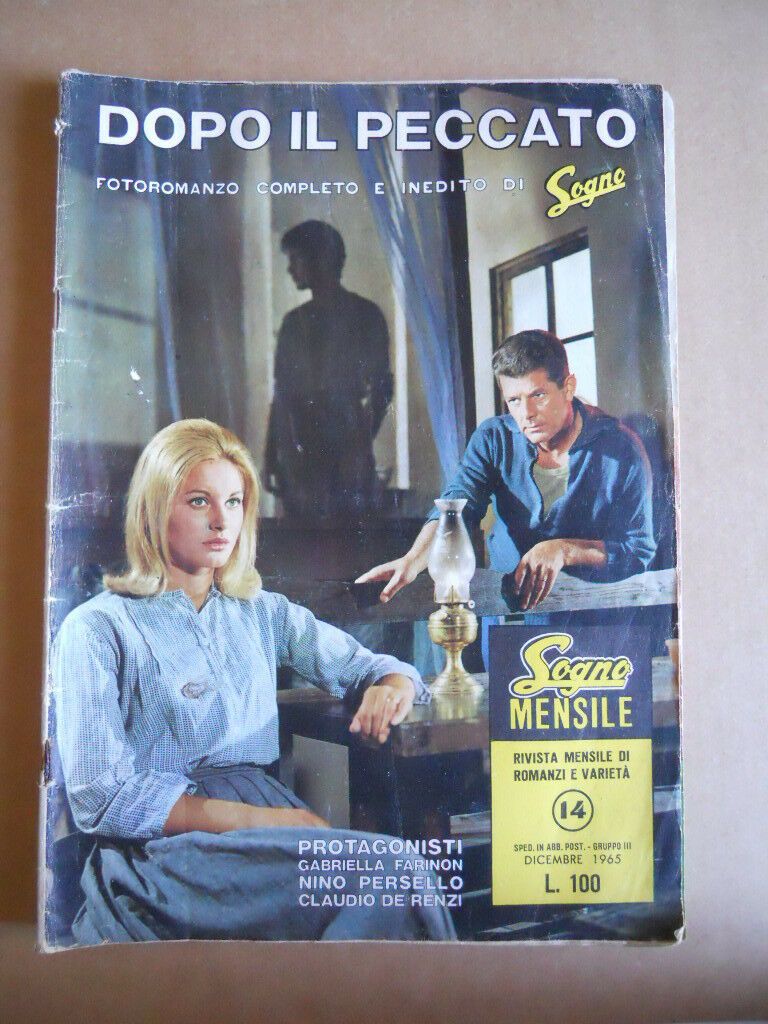 DOPO IL PECCATO
FOTOROMANZO COMPLETO E INEDITO DI Sogno
Sogno
MENSILE
RIVISTA MENSILE DI
ROMANZI E VARIETÀ
14
SPED. IN ABB. POST. - GRUPPO III
DICEMBRE 1965
L. 100
PROTAGONISTI
GABRIELLA FARINON
NINO PERSELLO
CLAUDIO DE RENZI